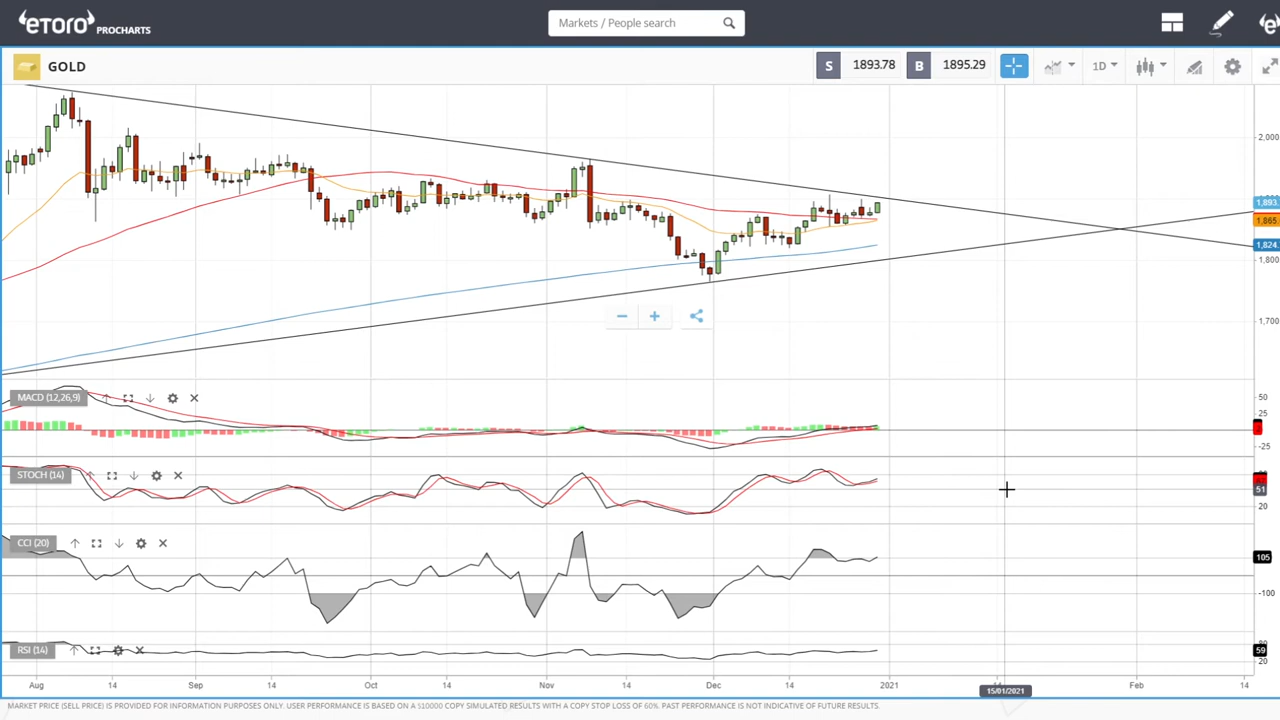 eToro PROCHARTS
Markets / People search
GOLD
S 1893.78 B 1895.29
1D
2,000
1,893.
1,865
1,824
1,800
1,700
MACD (12,26,9)
50
25
-25
STOCH (14)
51
20
CCI (20)
105
-100
RSI (14)
80
59
20
Aug 14 Sep 14 Oct 14 Nov 14 Dec 14 2021 Feb 14
15/01/2021
MARKET PRICE (SELL PRICE) IS PROVIDED FOR INFORMATION PURPOSES ONLY. USER PERFORMANCE IS BASED ON A $10000 COPY SIMULATED RESULTS WITH A COPY STOP LOSS OF 60%. PAST PERFORMANCE IS NOT INDICATIVE OF FUTURE RESULTS.